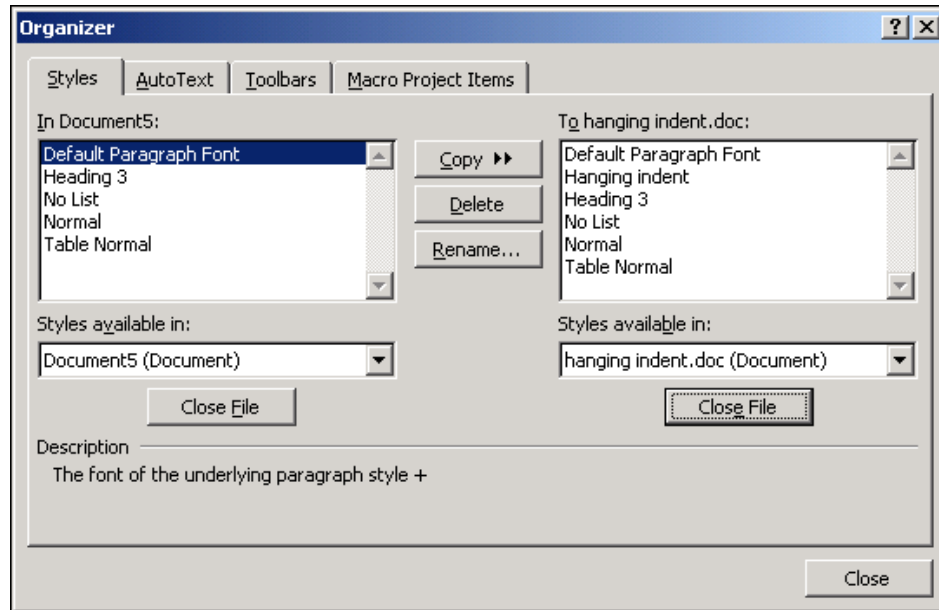 Organizer
Styles AutoText Toolbars Macro Project Items
In Document5:
Default Paragraph Font
Heading 3
No List
Normal
Table Normal
Copy
Delete
Rename...
To hanging indent.doc:
Default Paragraph Font
Hanging indent
Heading 3
No List
Normal
Table Normal
Styles available in:
Document5 (Document)
Close File
Styles available in:
hanging indent.doc (Document)
Close File
Description
The font of the underlying paragraph style +
Close